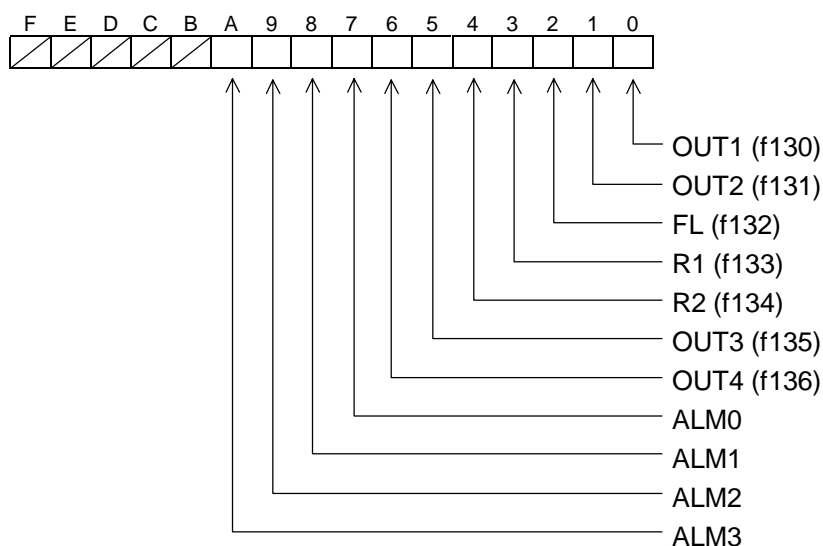 F E D C B A 9 8 7 6 5 4 3 2 1 0
OUT1 (f130)
OUT2 (f131)
FL (f132)
R1 (f133)
R2 (f134)
OUT3 (f135)
OUT4 (f136)
ALM0
ALM1
ALM2
ALM3